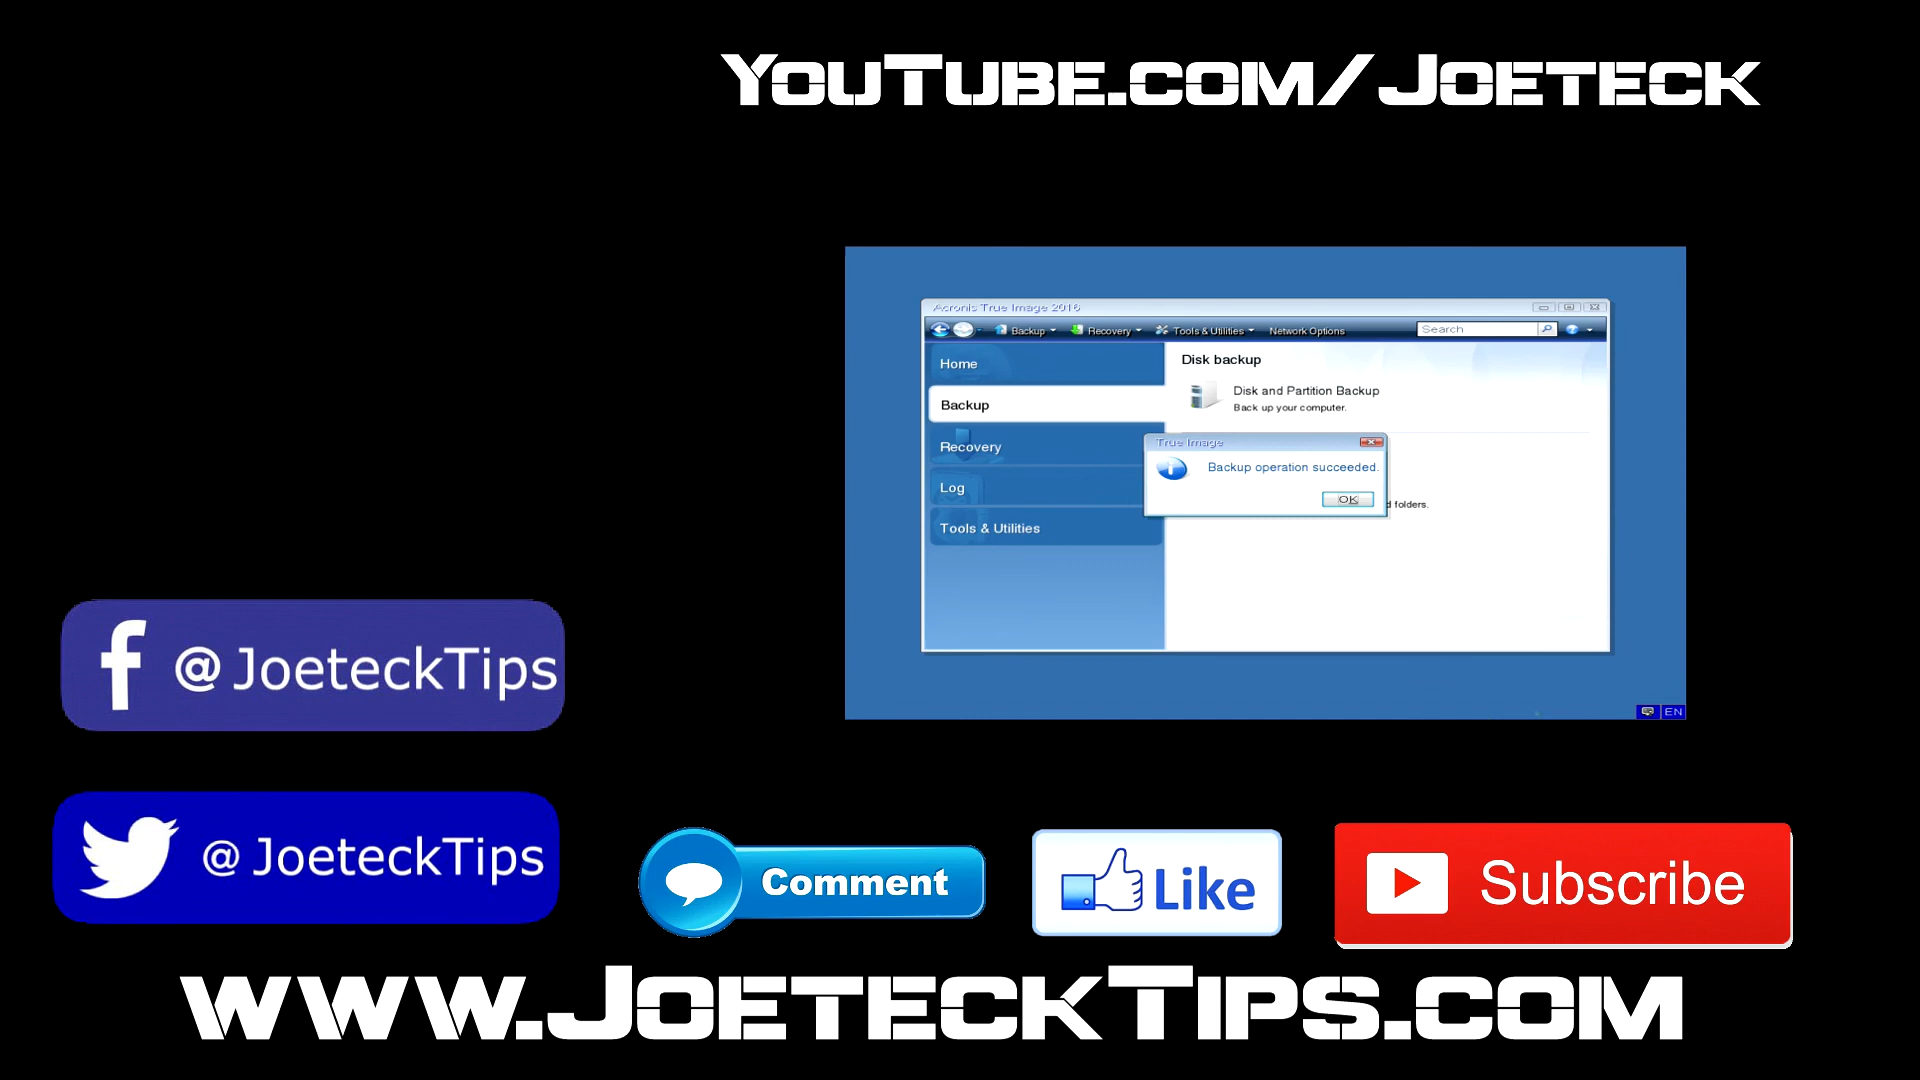 YouTube.com/Joeteck
Acronis True Image 2016
Backup Recovery Tools & Utilities Network Options Search
Home
Backup
Recovery
Log
Tools & Utilities
Disk backup
Disk and Partition Backup
Back up your computer.
True Image
Backup operation succeeded.
OK
folders.
EN
f @JoeteckTips
@JoeteckTips
Comment
Like
Subscribe
www.JoeteckTips.com